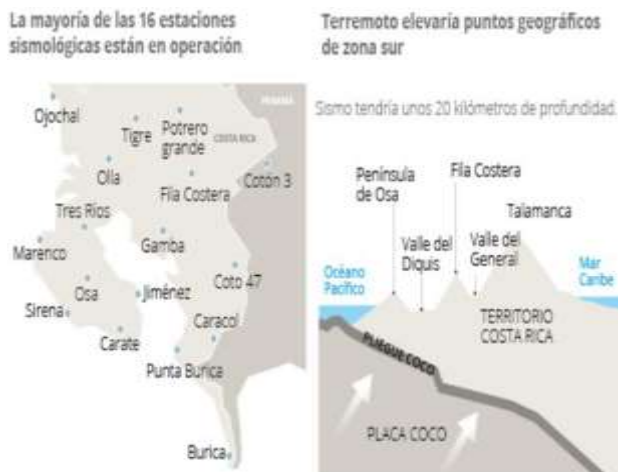 La mayoría de las 16 estaciones
sismológicas están en operación
PANAMÁ
Ojochal
Tigre
Potrero
grande
COSTA RICA
Olla
Fila Costera
Cotón 3
Tres Ríos
Marenco
Gamba
Osa
Jiménez
Coto 47
Sirena
Carate
Caracol
Punta Burica
Burica
Terremoto elevaría puntos geográficos
de zona sur
Sismo tendría unos 20 kilómetros de profundidad.
Península
de Osa
Fila Costera
Talamanca
Valle del
Diquis
Valle del
General
Océano
Pacífico
Mar
Caribe
TERRITORIO
COSTA RICA
PLIEGUE COCO
PLACA COCO